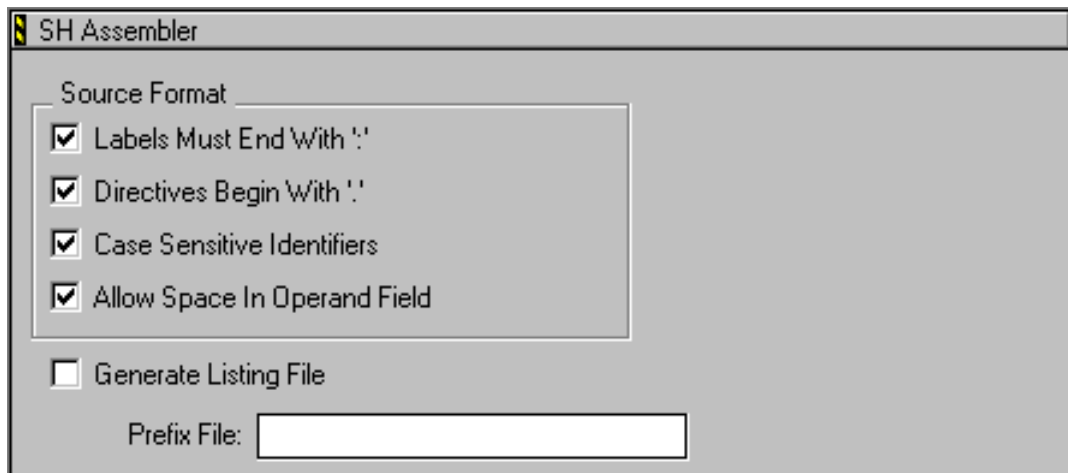 SH Assembler
Source Format
Labels Must End With ':'
Directives Begin With '.'
Case Sensitive Identifiers
Allow Space In Operand Field
Generate Listing File
Prefix File: